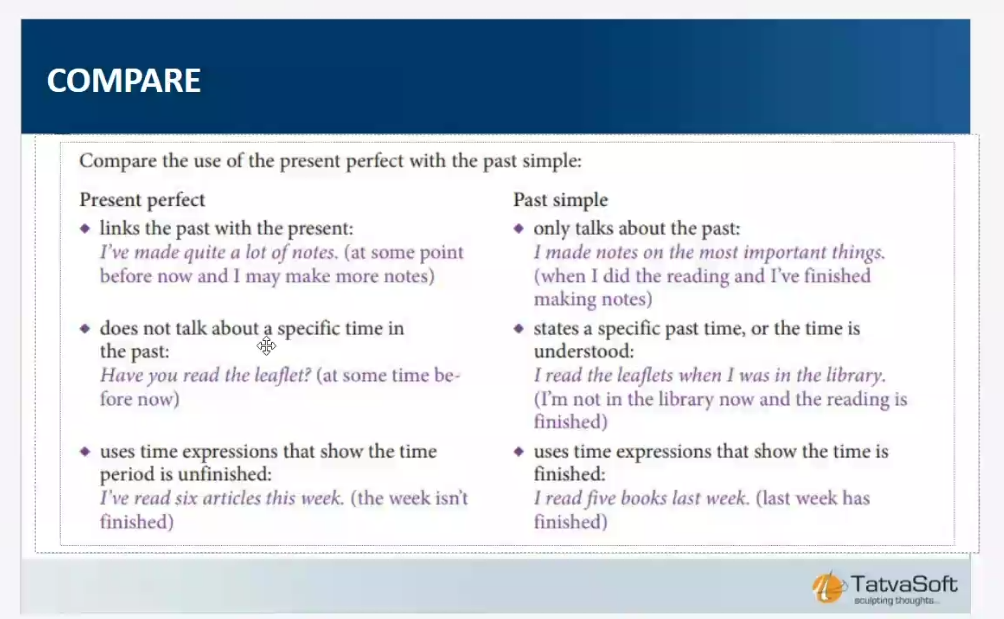 COMPARE
Compare the use of the present perfect with the past simple:
Present perfect
◆ links the past with the present:
I've made quite a lot of notes. (at some point
before now and I may make more notes)
◆ does not talk about a specific time in
the past:
Have you read the leaflet? (at some time be-
fore now)
◆ uses time expressions that show the time
period is unfinished:
I've read six articles this week. (the week isn't
finished)
Past simple
◆ only talks about the past:
I made notes on the most important things.
(when I did the reading and I've finished
making notes)
◆ states a specific past time, or the time is
understood:
I read the leaflets when I was in the library.
(I'm not in the library now and the reading is
finished)
◆ uses time expressions that show the time is
finished:
I read five books last week. (last week has
finished)
TatvaSoft
sculpting thoughts...